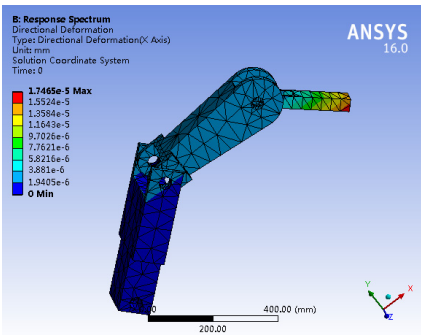 B: Response Spectrum
Directional Deformation
Type: Directional Deformation(X Axis)
Unit: mm
Solution Coordinate System
Time: 0
1.7465e-5 Max
1.5524e-5
1.3584e-5
1.1643e-5
9.7026e-6
7.7621e-6
5.8216e-6
3.881e-6
1.9405e-6
0 Min
ANSYS
16.0
0
400.00 (mm)
200.00
Y
X
Z